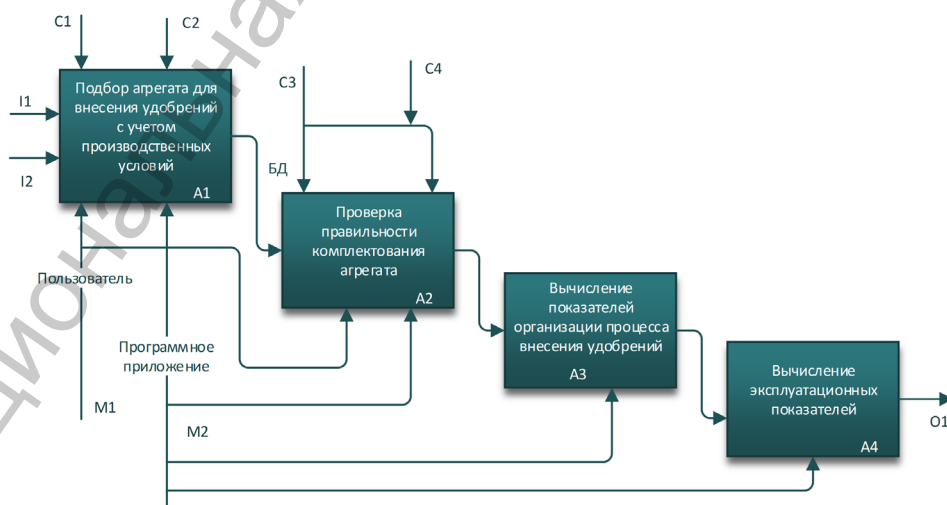 C1
C2
I1
I2
Подбор агрегата для
внесения удобрений
с учетом
производственных
условий
A1
C3
C4
БД
Проверка
правильности
комплектования
агрегата
A2
Пользователь
Программное
приложение
M1
M2
Вычисление
показателей
организации процесса
внесения удобрений
A3
Вычисление
эксплуатационных
показателей
A4
O1